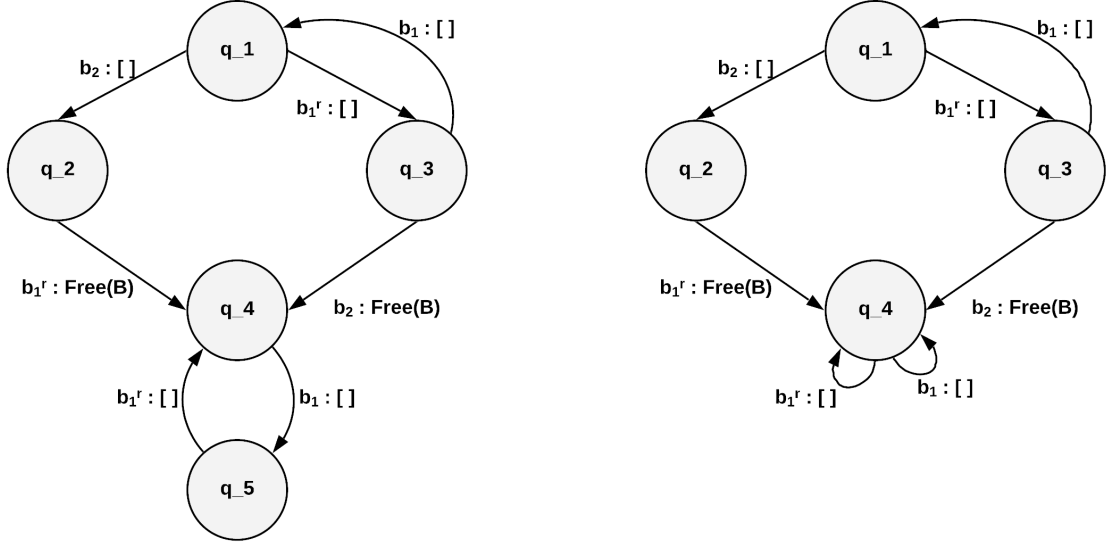 q_1
b₁ : [ ]
b₂ : [ ]
b₁ʳ : [ ]
q_2
q_3
b₁ʳ : Free(B)
q_4
b₂ : Free(B)
b₁ʳ : [ ]
b₁ : [ ]
q_5
q_1
b₁ : [ ]
b₂ : [ ]
b₁ʳ : [ ]
q_2
q_3
b₁ʳ : Free(B)
q_4
b₂ : Free(B)
b₁ʳ : [ ]
b₁ : [ ]